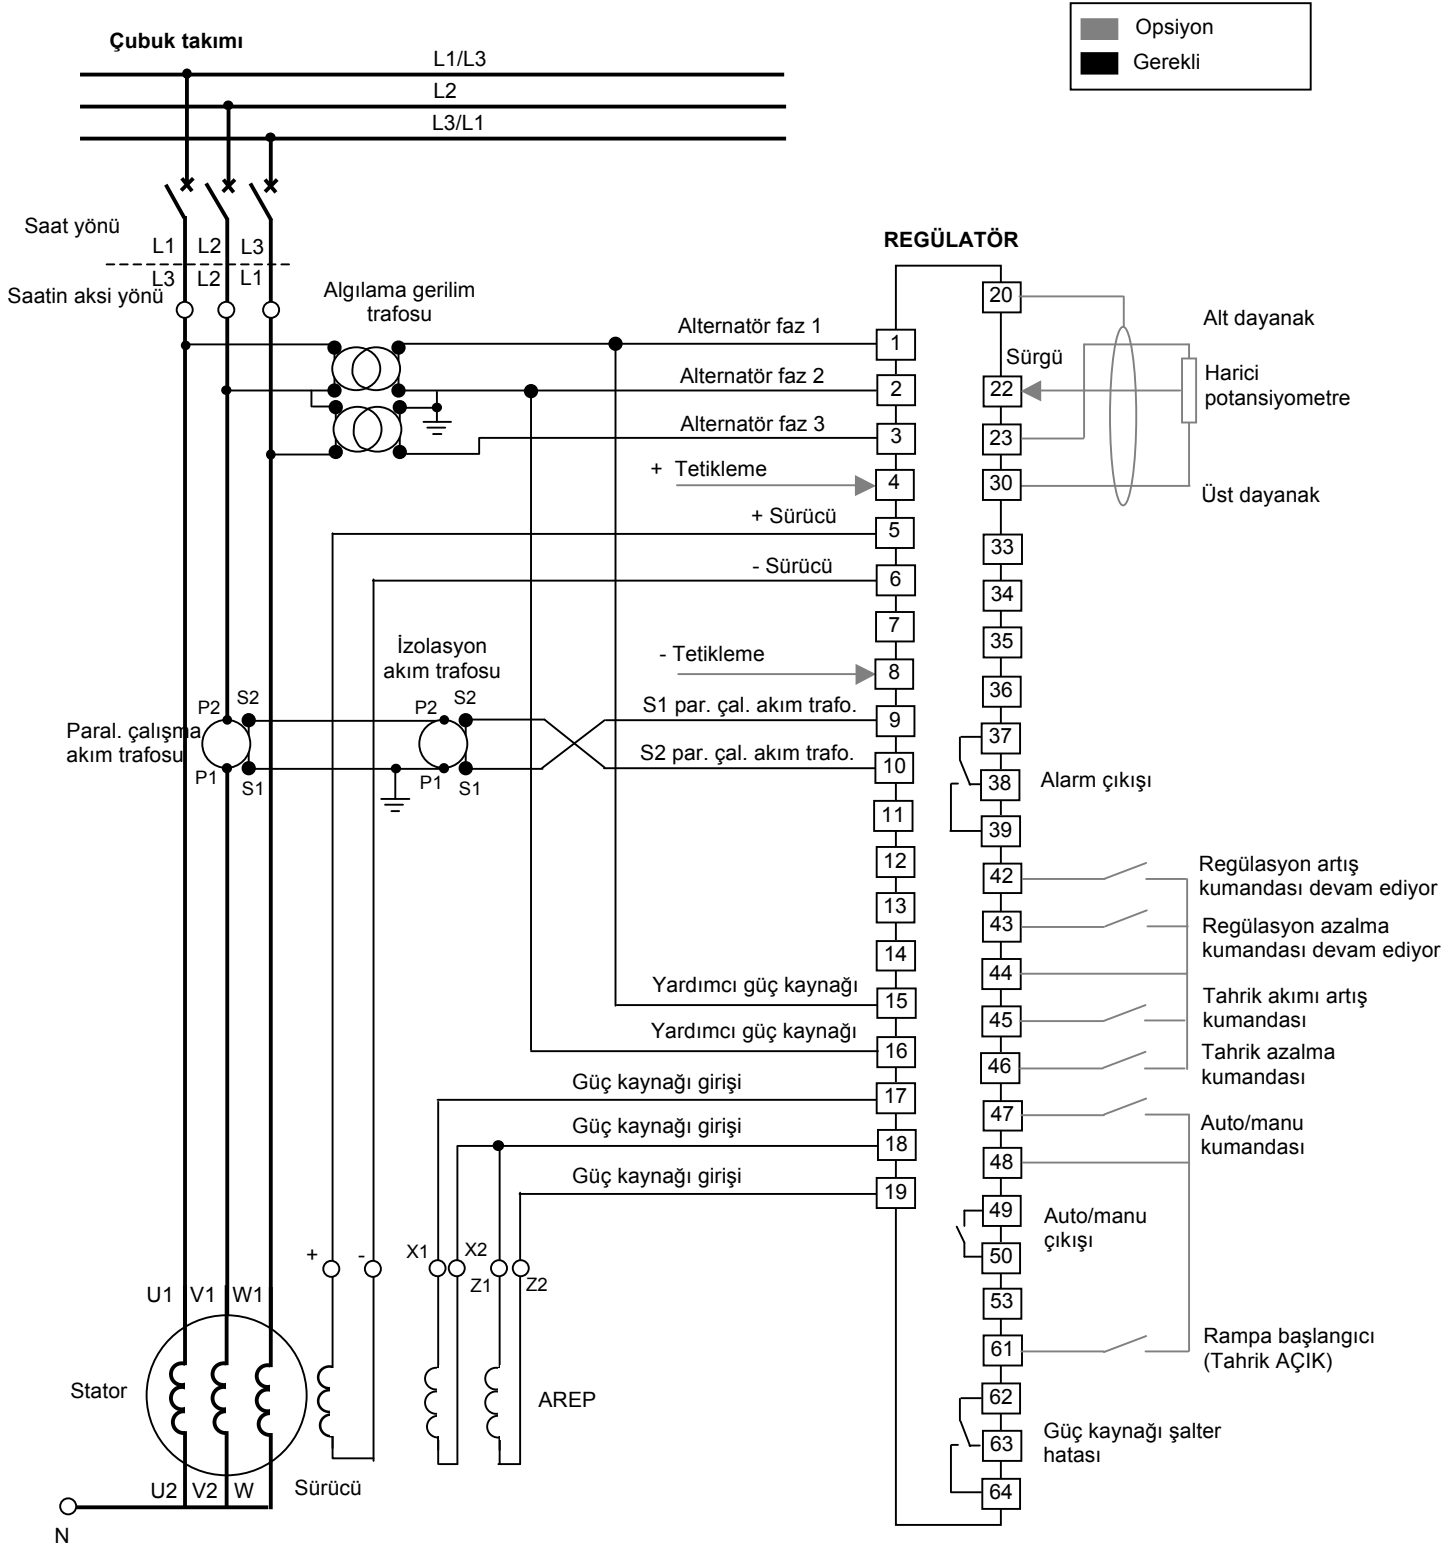 Çubuk takımı
L1/L3
L2
L3/L1
Opsiyon
Gerekli
Saat yönü
L1 L2 L3
L3 L2 L1
Saatin aksi yönü
Algılama gerilim
trafosu
REGÜLATÖR
Alternatör faz 1
1
Alternatör faz 2
2
Alternatör faz 3
3
+ Tetikleme
4
+ Sürücü
5
- Sürücü
6
7
- Tetikleme
8
S1 par. çal. akım trafo.
9
S2 par. çal. akım trafo.
10
11
12
13
14
Yardımcı güç kaynağı
15
Yardımcı güç kaynağı
16
Güç kaynağı girişi
17
Güç kaynağı girişi
18
Güç kaynağı girişi
19
İzolasyon
akım trafosu
P2 S2
P2 S2
Paral. çalışma
akım trafosu
P1 S1
P1 S1
20
Alt dayanak
Sürgü
22
Harici
potansiyometre
23
30
Üst dayanak
33
34
35
36
37
38
Alarm çıkışı
39
42
Regülasyon artış
kumandası devam ediyor
43
Regülasyon azalma
kumandası devam ediyor
44
45
Tahrik akımı artış
kumandası
46
Tahrik azalma
kumandası
47
Auto/manu
kumandası
48
49
Auto/manu
çıkışı
50
53
61
Rampa başlangıcı
(Tahrik AÇIK)
62
63
Güç kaynağı şalter
hatası
64
+ - X1 X2
Z1 Z2
U1 V1 W1
Stator
AREP
U2 V2 W
Sürücü
N